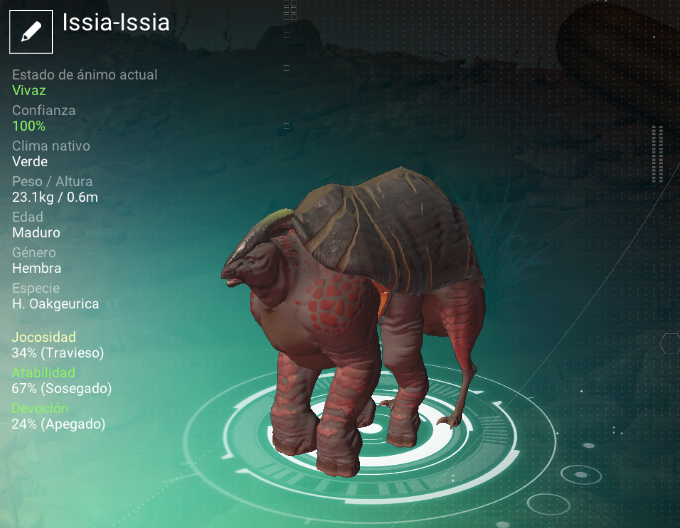 Issia-Issia
Estado de ánimo actual
Vivaz
Confianza
100%
Clima nativo
Verde
Peso / Altura
23.1kg / 0.6m
Edad
Maduro
Género
Hembra
Especie
H. Oakgeurica
Jocosidad
34% (Travieso)
Afabilidad
67% (Sosegado)
Devoción
24% (Apegado)